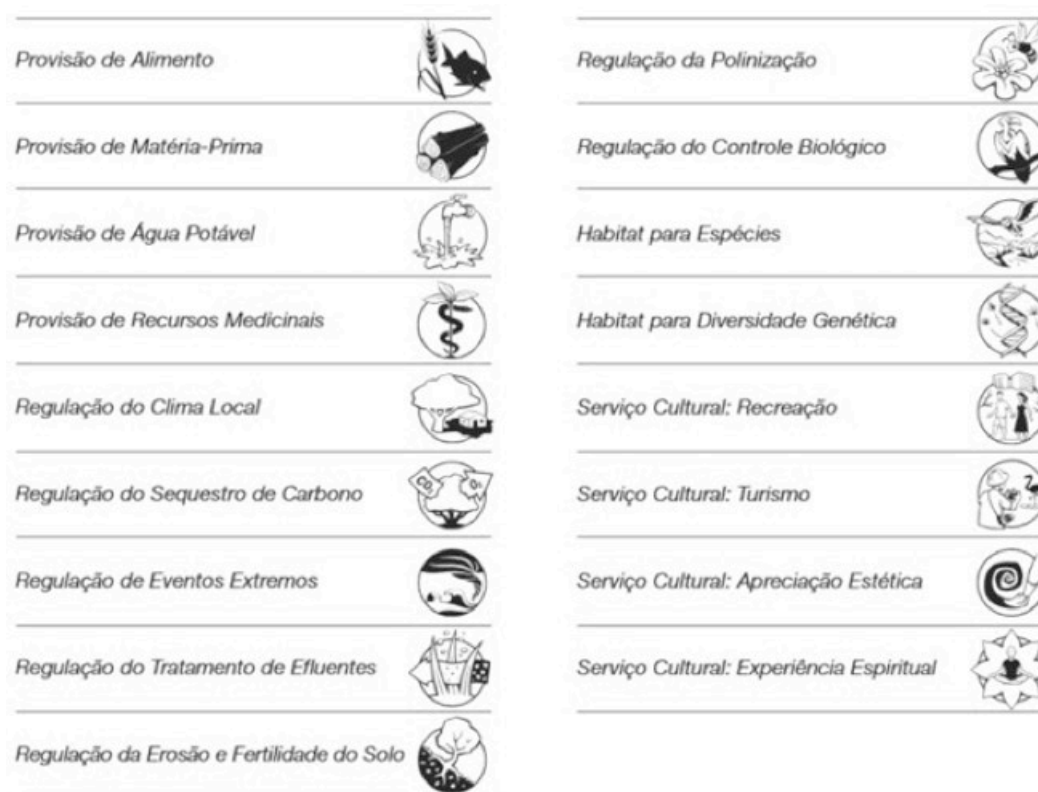 Provisão de Alimento
Provisão de Matéria-Prima
Provisão de Água Potável
Provisão de Recursos Medicinais
Regulação do Clima Local
Regulação do Sequestro de Carbono
CO₂ O₂
Regulação de Eventos Extremos
Regulação do Tratamento de Efluentes
Regulação da Erosão e Fertilidade do Solo
Regulação da Polinização
Regulação do Controle Biológico
Habitat para Espécies
Habitat para Diversidade Genética
Serviço Cultural: Recreação
Serviço Cultural: Turismo
Serviço Cultural: Apreciação Estética
Serviço Cultural: Experiência Espiritual